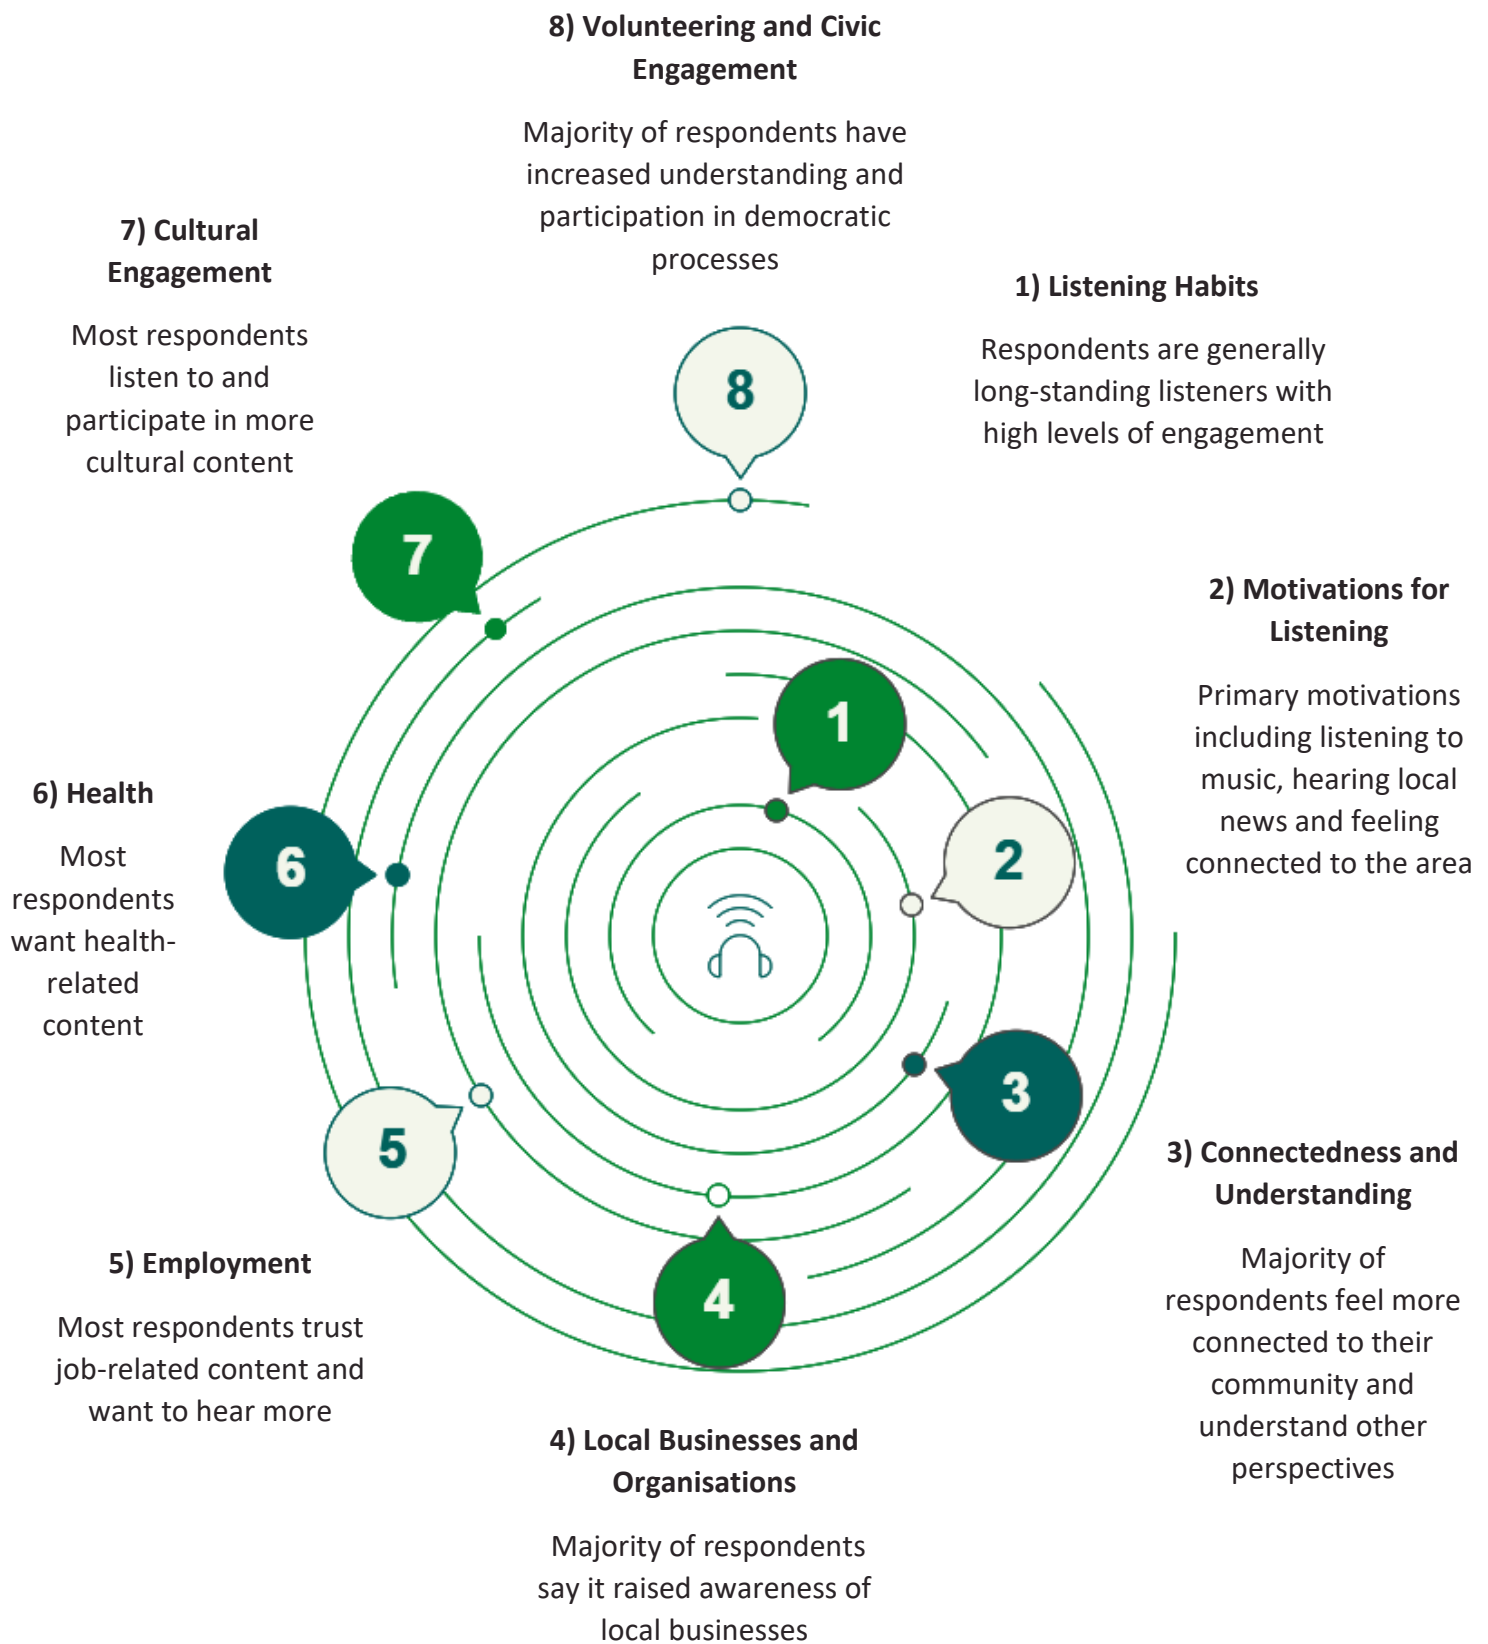 8) Volunteering and Civic
Engagement
Majority of respondents have
increased understanding and
participation in democratic
processes
7) Cultural
Engagement
Most respondents
listen to and
participate in more
cultural content
1) Listening Habits
Respondents are generally
long-standing listeners with
high levels of engagement
8
7
2) Motivations for
Listening
Primary motivations
including listening to
music, hearing local
news and feeling
connected to the area
1
6) Health
Most
respondents
want health-
related
content
6
2
3
3) Connectedness and
Understanding
Majority of
respondents feel more
connected to their
community and
understand other
perspectives
5
5) Employment
Most respondents trust
job-related content and
want to hear more
4
4) Local Businesses and
Organisations
Majority of respondents
say it raised awareness of
local businesses